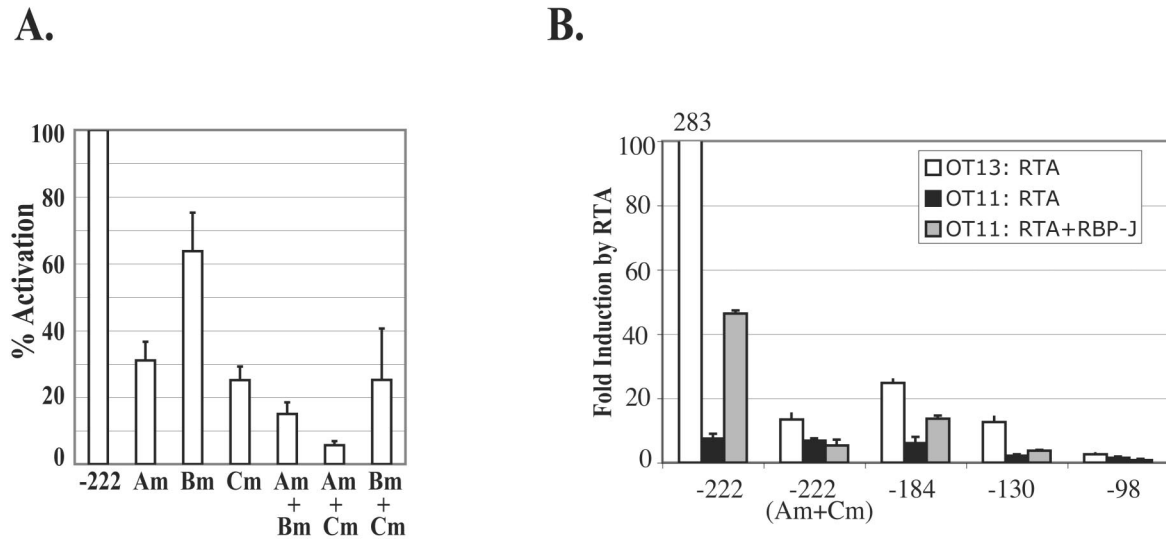 A.
B.
% Activation
100
80
60
40
20
0
-222 Am Bm Cm Am Am Bm
+ + +
Bm Cm Cm
283
Fold Induction by RTA
100
80
60
40
20
0
OT13: RTA
OT11: RTA
OT11: RTA+RBP-J
-222 -222 -184 -130 -98
(Am+Cm)